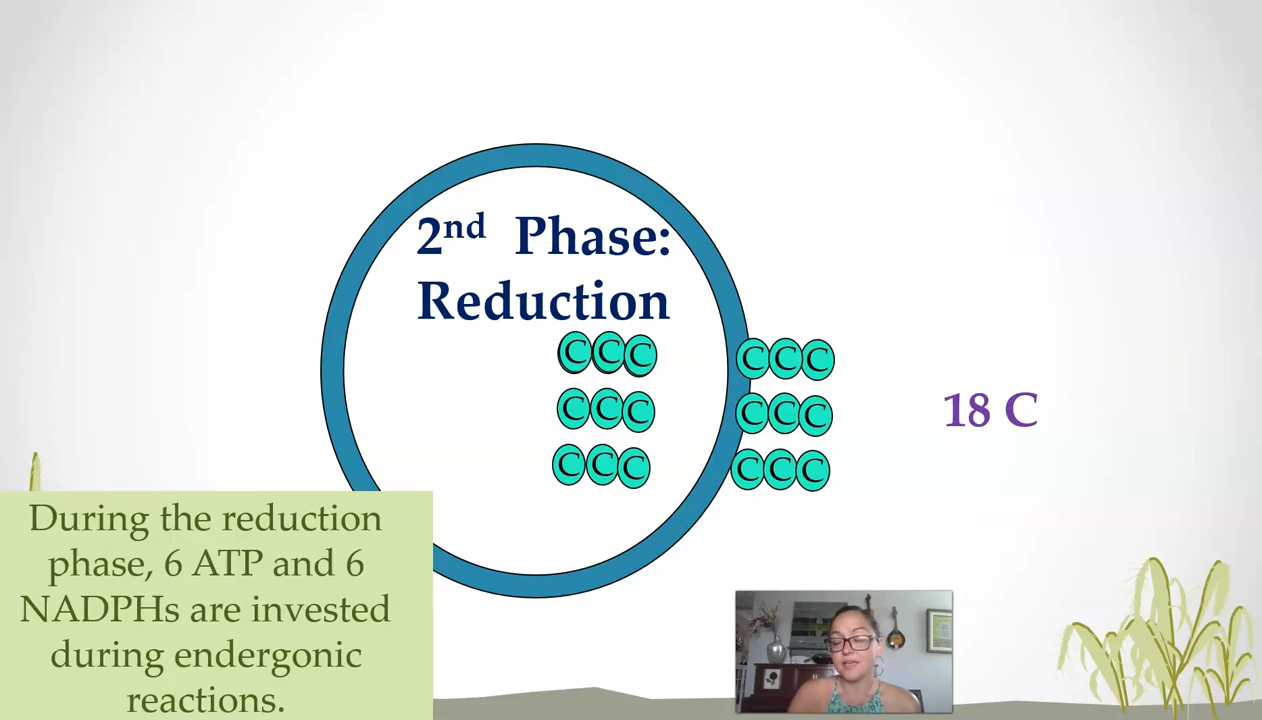 2nd Phase:
Reduction
CCC CCC
CCC CCC
CCC CCC
18 C
During the reduction
phase, 6 ATP and 6
NADPHs are invested
during endergonic
reactions.